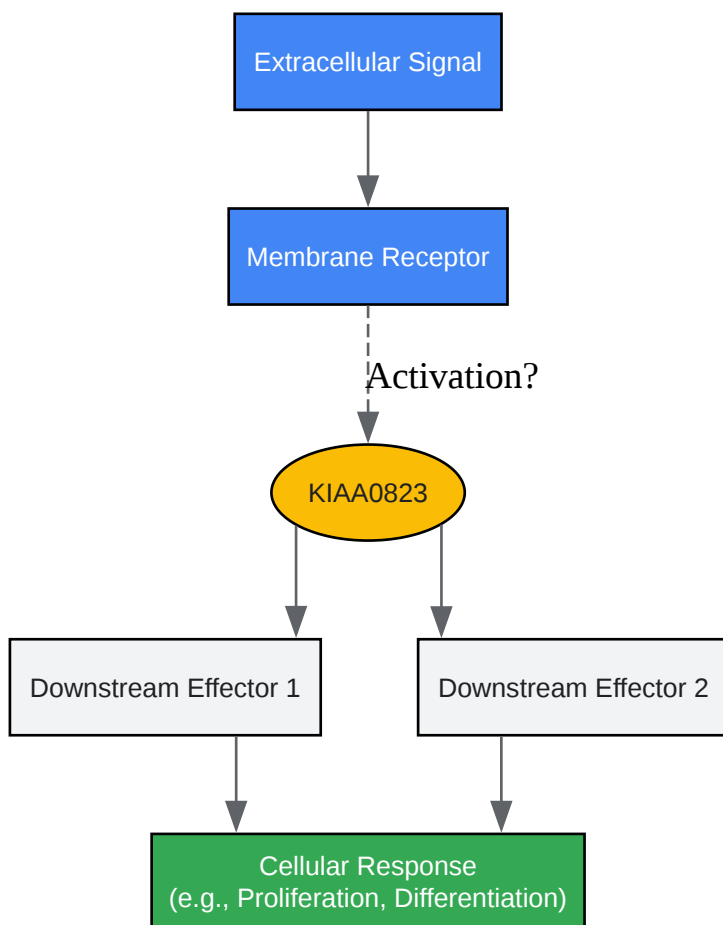 Extracellular Signal
Membrane Receptor
Activation?
KIAA0823
Downstream Effector 1
Downstream Effector 2
Cellular Response
(e.g., Proliferation, Differentiation)